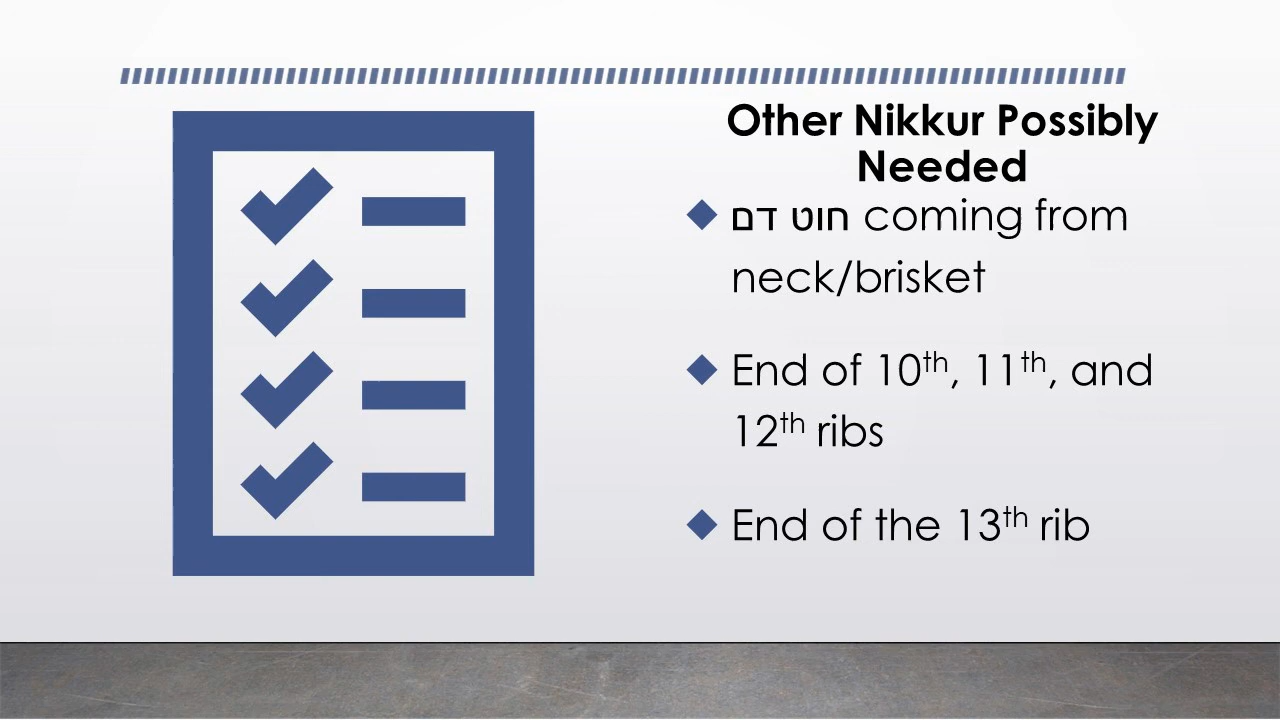 Other Nikkur Possibly
Needed
חוט דם coming from
neck/brisket
End of 10th, 11th, and
12th ribs
End of the 13th rib